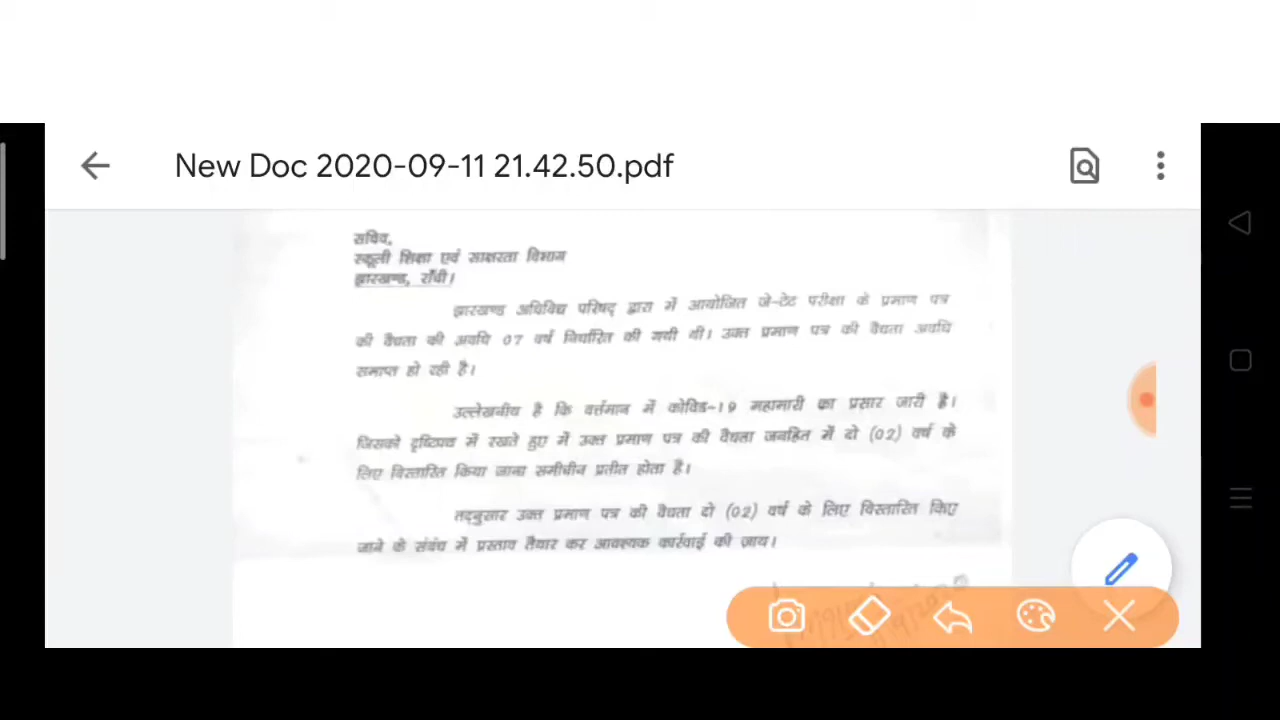 New Doc 2020-09-11 21.42.50.pdf
सचिव,
स्कूली शिक्षा एवं साक्षरता विभाग
झारखण्ड, राँची।
झारखण्ड अधिविद्य परिषद् द्वारा में आयोजित जे-टेट परीक्षा के प्रमाण पत्र
की वैधता की अवधि 07 वर्ष निर्धारित की गयी थी। उक्त प्रमाण पत्र की वैधता अवधि
समाप्त हो रही है।
उल्लेखनीय है कि वर्त्तमान में कोविड-19 महामारी का प्रसार जारी है।
जिसको दृष्टिपथ में रखते हुए में उक्त प्रमाण पत्र की वैधता जनहित में दो (02) वर्ष के
लिए विस्तारित किया जाना समीचीन प्रतीत होता है।
तद्नुसार उक्त प्रमाण पत्र की वैधता दो (02) वर्ष के लिए विस्तारित किए
जाने के संबंध में प्रस्ताव तैयार कर आवश्यक कार्रवाई की जाय।